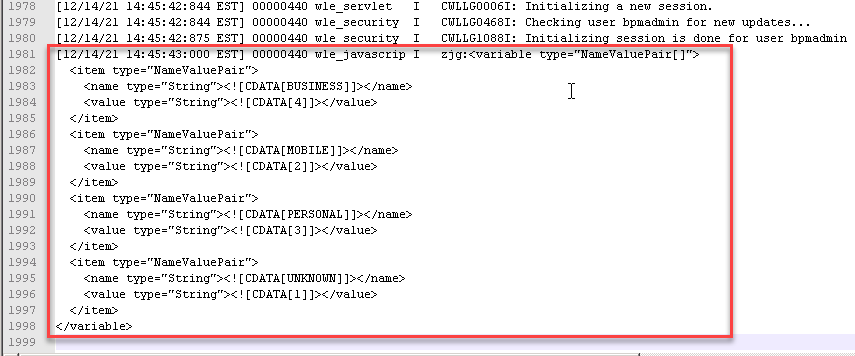 1978 [12/14/21 14:45:42:844 EST] 00000440 wle_servlet   I   CWLLG0006I: Initializing a new session.
1979 [12/14/21 14:45:42:844 EST] 00000440 wle_security  I   CWLLG0468I: Checking user bpmadmin for new updates...
1980 [12/14/21 14:45:42:875 EST] 00000440 wle_security  I   CWLLG1088I: Initializing session is done for user bpmadmin
1981 [12/14/21 14:45:43:000 EST] 00000440 wle_javascrip I   zjg:<variable type="NameValuePair[]">
1982   <item type="NameValuePair">
1983     <name type="String"><![CDATA[BUSINESS]]></name>
1984     <value type="String"><![CDATA[4]]></value>
1985   </item>
1986   <item type="NameValuePair">
1987     <name type="String"><![CDATA[MOBILE]]></name>
1988     <value type="String"><![CDATA[2]]></value>
1989   </item>
1990   <item type="NameValuePair">
1991     <name type="String"><![CDATA[PERSONAL]]></name>
1992     <value type="String"><![CDATA[3]]></value>
1993   </item>
1994   <item type="NameValuePair">
1995     <name type="String"><![CDATA[UNKNOWN]]></name>
1996     <value type="String"><![CDATA[1]]></value>
1997   </item>
1998 </variable>
1999